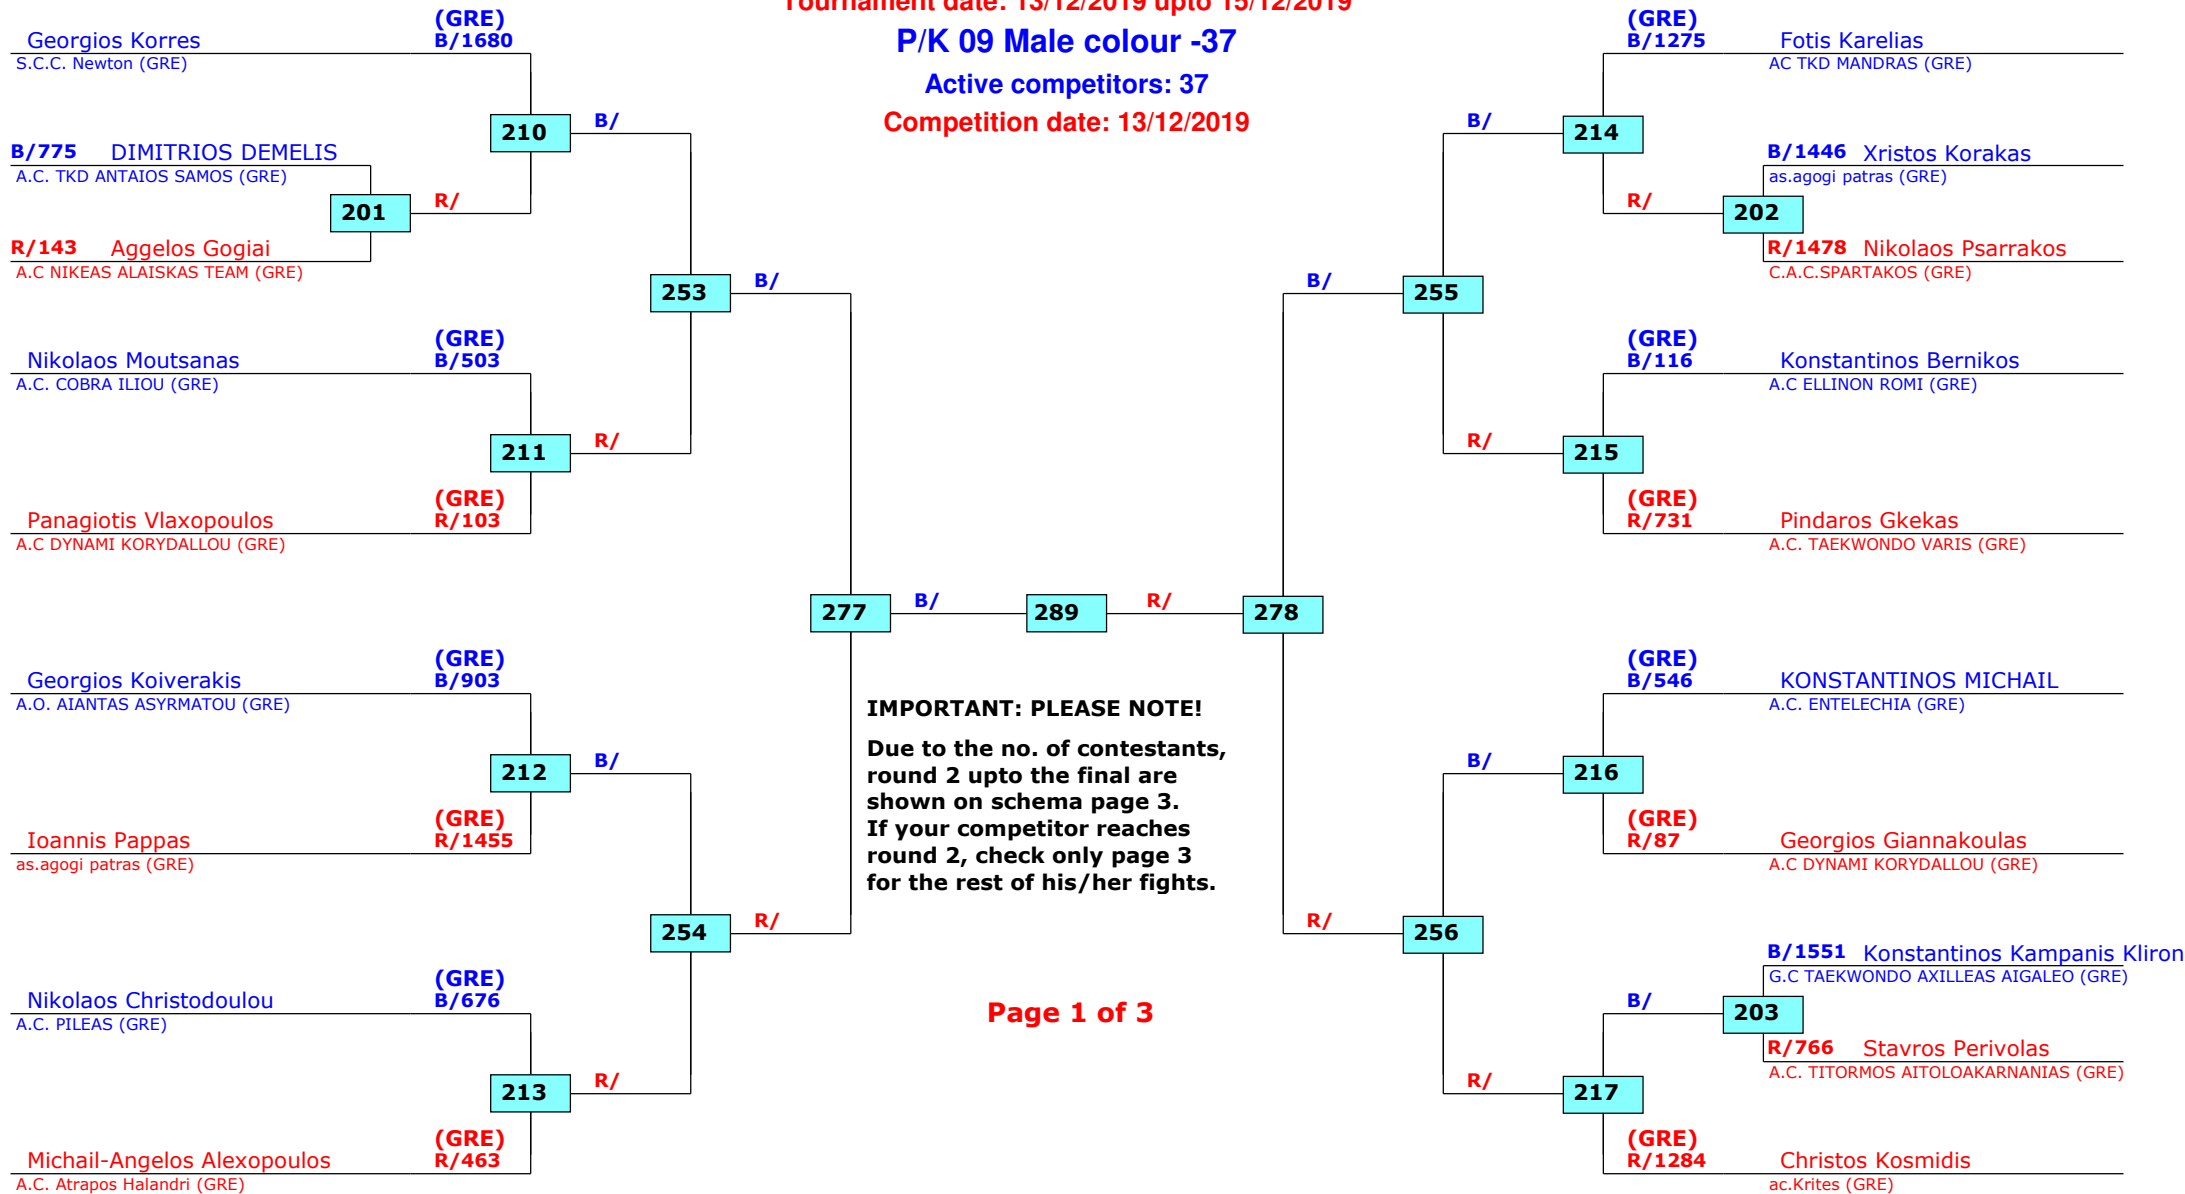 Tournament date: 13/12/2019 upto 15/12/2019
P/K 09 Male colour -37
Active competitors: 37
Competition date: 13/12/2019
(GRE)
Georgios Korres B/1680
S.C.C. Newton (GRE)
210 B/
B/775 DIMITRIOS DEMELIS
A.C. TKD ANTAIOS SAMOS (GRE)
201 R/
R/143 Aggelos Gogiai
A.C NIKEAS ALAISKAS TEAM (GRE)
253 B/
(GRE)
Nikolaos Moutsanas B/503
A.C. COBRA ILIOU (GRE)
211 R/
(GRE)
Panagiotis Vlaxopoulos R/103
A.C DYNAMI KORYDALLOU (GRE)
277 B/ 289 R/ 278
(GRE)
Georgios Koiverakis B/903
A.O. AIANTAS ASYRMATOU (GRE)
212 B/
(GRE)
Ioannis Pappas R/1455
as.agogi patras (GRE)
254 R/
(GRE)
Nikolaos Christodoulou B/676
A.C. PILEAS (GRE)
213 R/
(GRE)
Michail-Angelos Alexopoulos R/463
A.C. Atrapos Halandri (GRE)
IMPORTANT: PLEASE NOTE!
Due to the no. of contestants,
round 2 upto the final are
shown on schema page 3.
If your competitor reaches
round 2, check only page 3
for the rest of his/her fights.
Page 1 of 3
(GRE)
B/1275 Fotis Karelias
AC TKD MANDRAS (GRE)
B/ 214
B/1446 Xristos Korakas
as.agogi patras (GRE)
R/ 202
R/1478 Nikolaos Psarrakos
C.A.C.SPARTAKOS (GRE)
B/ 255
(GRE)
B/116 Konstantinos Bernikos
A.C ELLINON ROMI (GRE)
R/ 215
(GRE)
R/731 Pindaros Gkekas
A.C. TAEKWONDO VARIS (GRE)
(GRE)
B/546 KONSTANTINOS MICHAIL
A.C. ENTELECHIA (GRE)
B/ 216
(GRE)
R/87 Georgios Giannakoulas
A.C DYNAMI KORYDALLOU (GRE)
R/ 256
B/1551 Konstantinos Kampanis Kliron
G.C TAEKWONDO AXILLEAS AIGALEO (GRE)
B/ 203
R/766 Stavros Perivolas
A.C. TITORMOS AITOLOAKARNANIAS (GRE)
R/ 217
(GRE)
R/1284 Christos Kosmidis
ac.Krites (GRE)